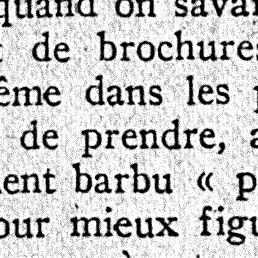 quand on savai
de brochures
ême dans les
de prendre, a
ent barbu « p
our mieux figu